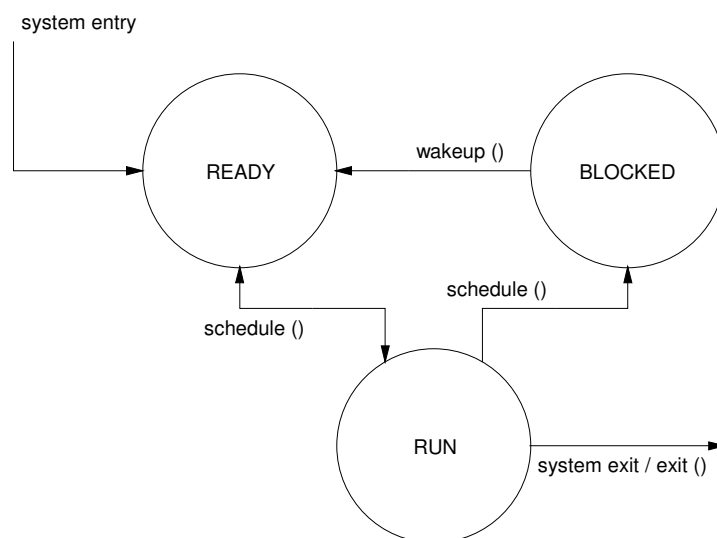 system entry
wakeup ()
READY
BLOCKED
schedule ()
schedule ()
RUN
system exit / exit ()